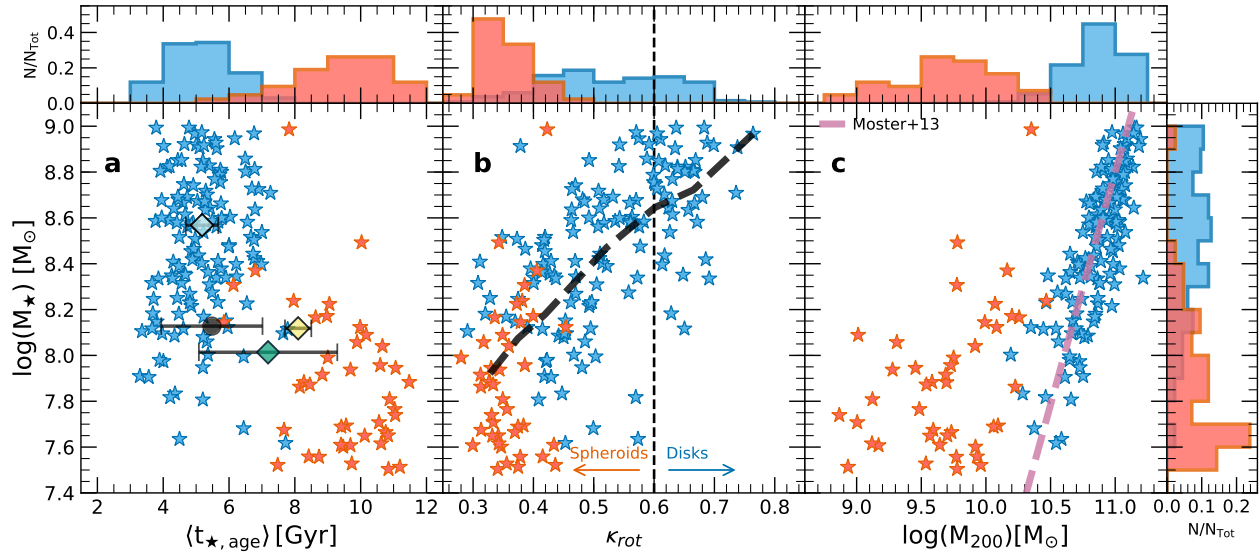 N/N_Tot
0.4
0.2
0.0
a
b
c
Moster+13
log(M★) [M⊙]
9.0
8.8
8.6
8.4
8.2
8.0
7.8
7.6
7.4
Spheroids
Disks
2 4 6 8 10 12
0.3 0.4 0.5 0.6 0.7 0.8
9.0 9.5 10.0 10.5 11.0
0.0 0.1 0.2
⟨t★, age⟩ [Gyr]
κrot
log(M200)[M⊙]
N/N_Tot